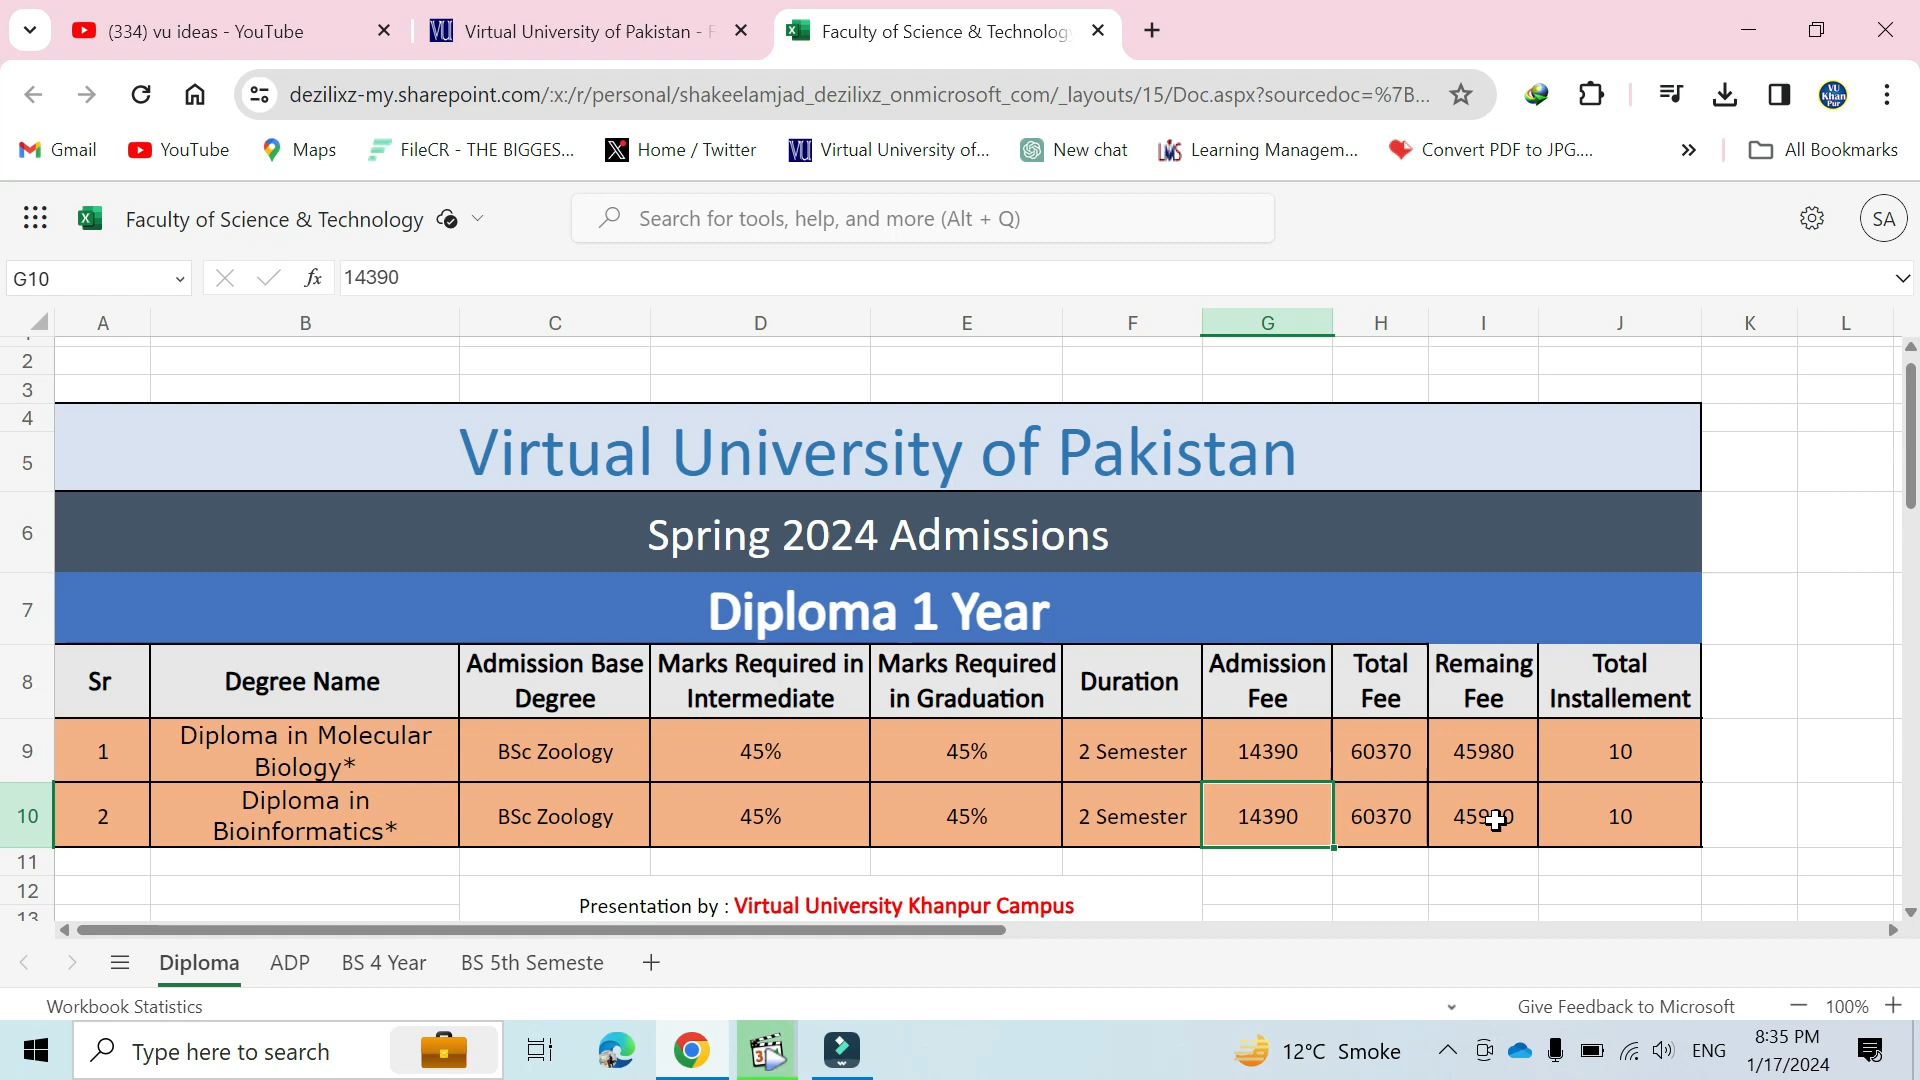 (334) vu ideas - YouTube
Virtual University of Pakistan - F
Faculty of Science & Technology
dezilixz-my.sharepoint.com/:x:/r/personal/shakeelamjad_dezilixz_onmicrosoft_com/_layouts/15/Doc.aspx?sourcedoc=%7B...
VU Khan Pur
Gmail
YouTube
Maps
FileCR - THE BIGGES...
Home / Twitter
Virtual University of...
New chat
Learning Managem...
Convert PDF to JPG....
All Bookmarks
Faculty of Science & Technology
Search for tools, help, and more (Alt + Q)
SA
G10
fx
14390
A B C D E F G H I J K L
2
3
4
5 Virtual University of Pakistan
6 Spring 2024 Admissions
7 Diploma 1 Year
8 Sr Degree Name Admission Base Degree Marks Required in Intermediate Marks Required in Graduation Duration Admission Fee Total Fee Remaing Fee Total Installement
9 1 Diploma in Molecular Biology* BSc Zoology 45% 45% 2 Semester 14390 60370 45980 10
10 2 Diploma in Bioinformatics* BSc Zoology 45% 45% 2 Semester 14390 60370 10
11
12 Presentation by : Virtual University Khanpur Campus
13
Diploma ADP BS 4 Year BS 5th Semeste
Workbook Statistics
Give Feedback to Microsoft
100%
Type here to search
12°C Smoke
ENG
8:35 PM
1/17/2024